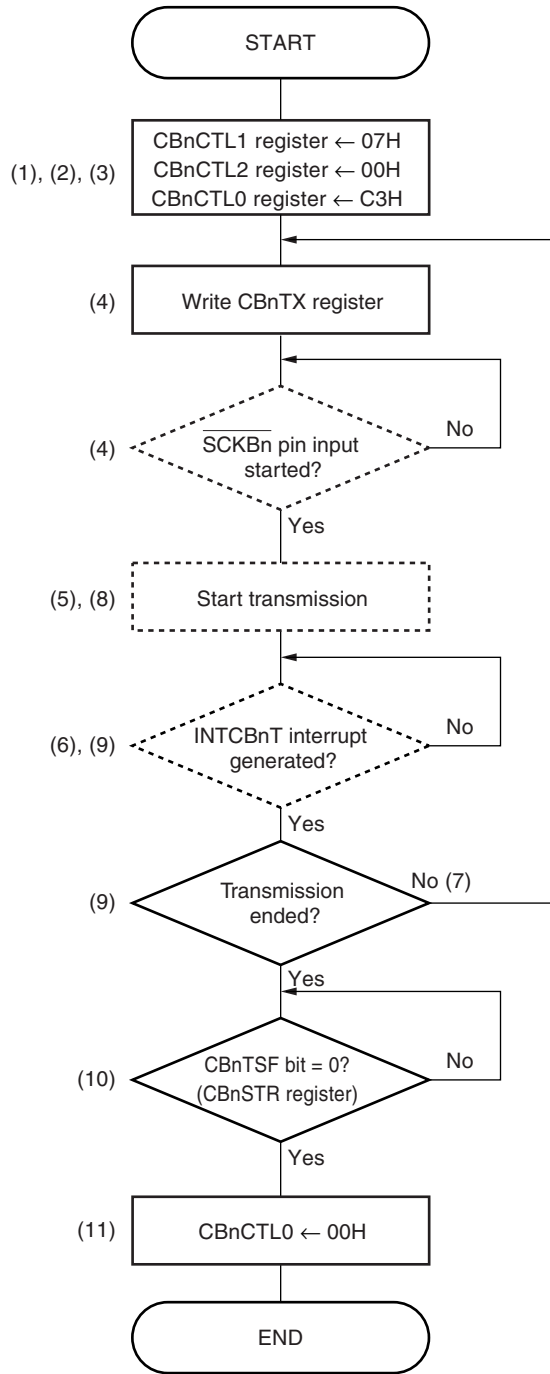 START
(1), (2), (3)
CBnCTL1 register ← 07H
CBnCTL2 register ← 00H
CBnCTL0 register ← C3H
(4)
Write CBnTX register
(4)
SCKBn pin input
started?
No
Yes
(5), (8)
Start transmission
(6), (9)
INTCBnT interrupt
generated?
No
Yes
(9)
Transmission
ended?
No (7)
Yes
(10)
CBnTSF bit = 0?
(CBnSTR register)
No
Yes
(11)
CBnCTL0 ← 00H
END